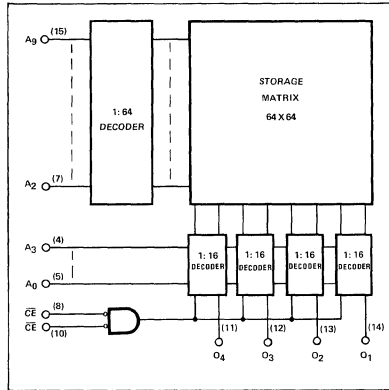 A9 (15)
1:64
DECODER
STORAGE
MATRIX
64 X 64
A2 (7)
A3 (4)
A0 (5)
1:16
DECODER
1:16
DECODER
1:16
DECODER
1:16
DECODER
CE (8)
CE (10)
(11) (12) (13) (14)
O4 O3 O2 O1